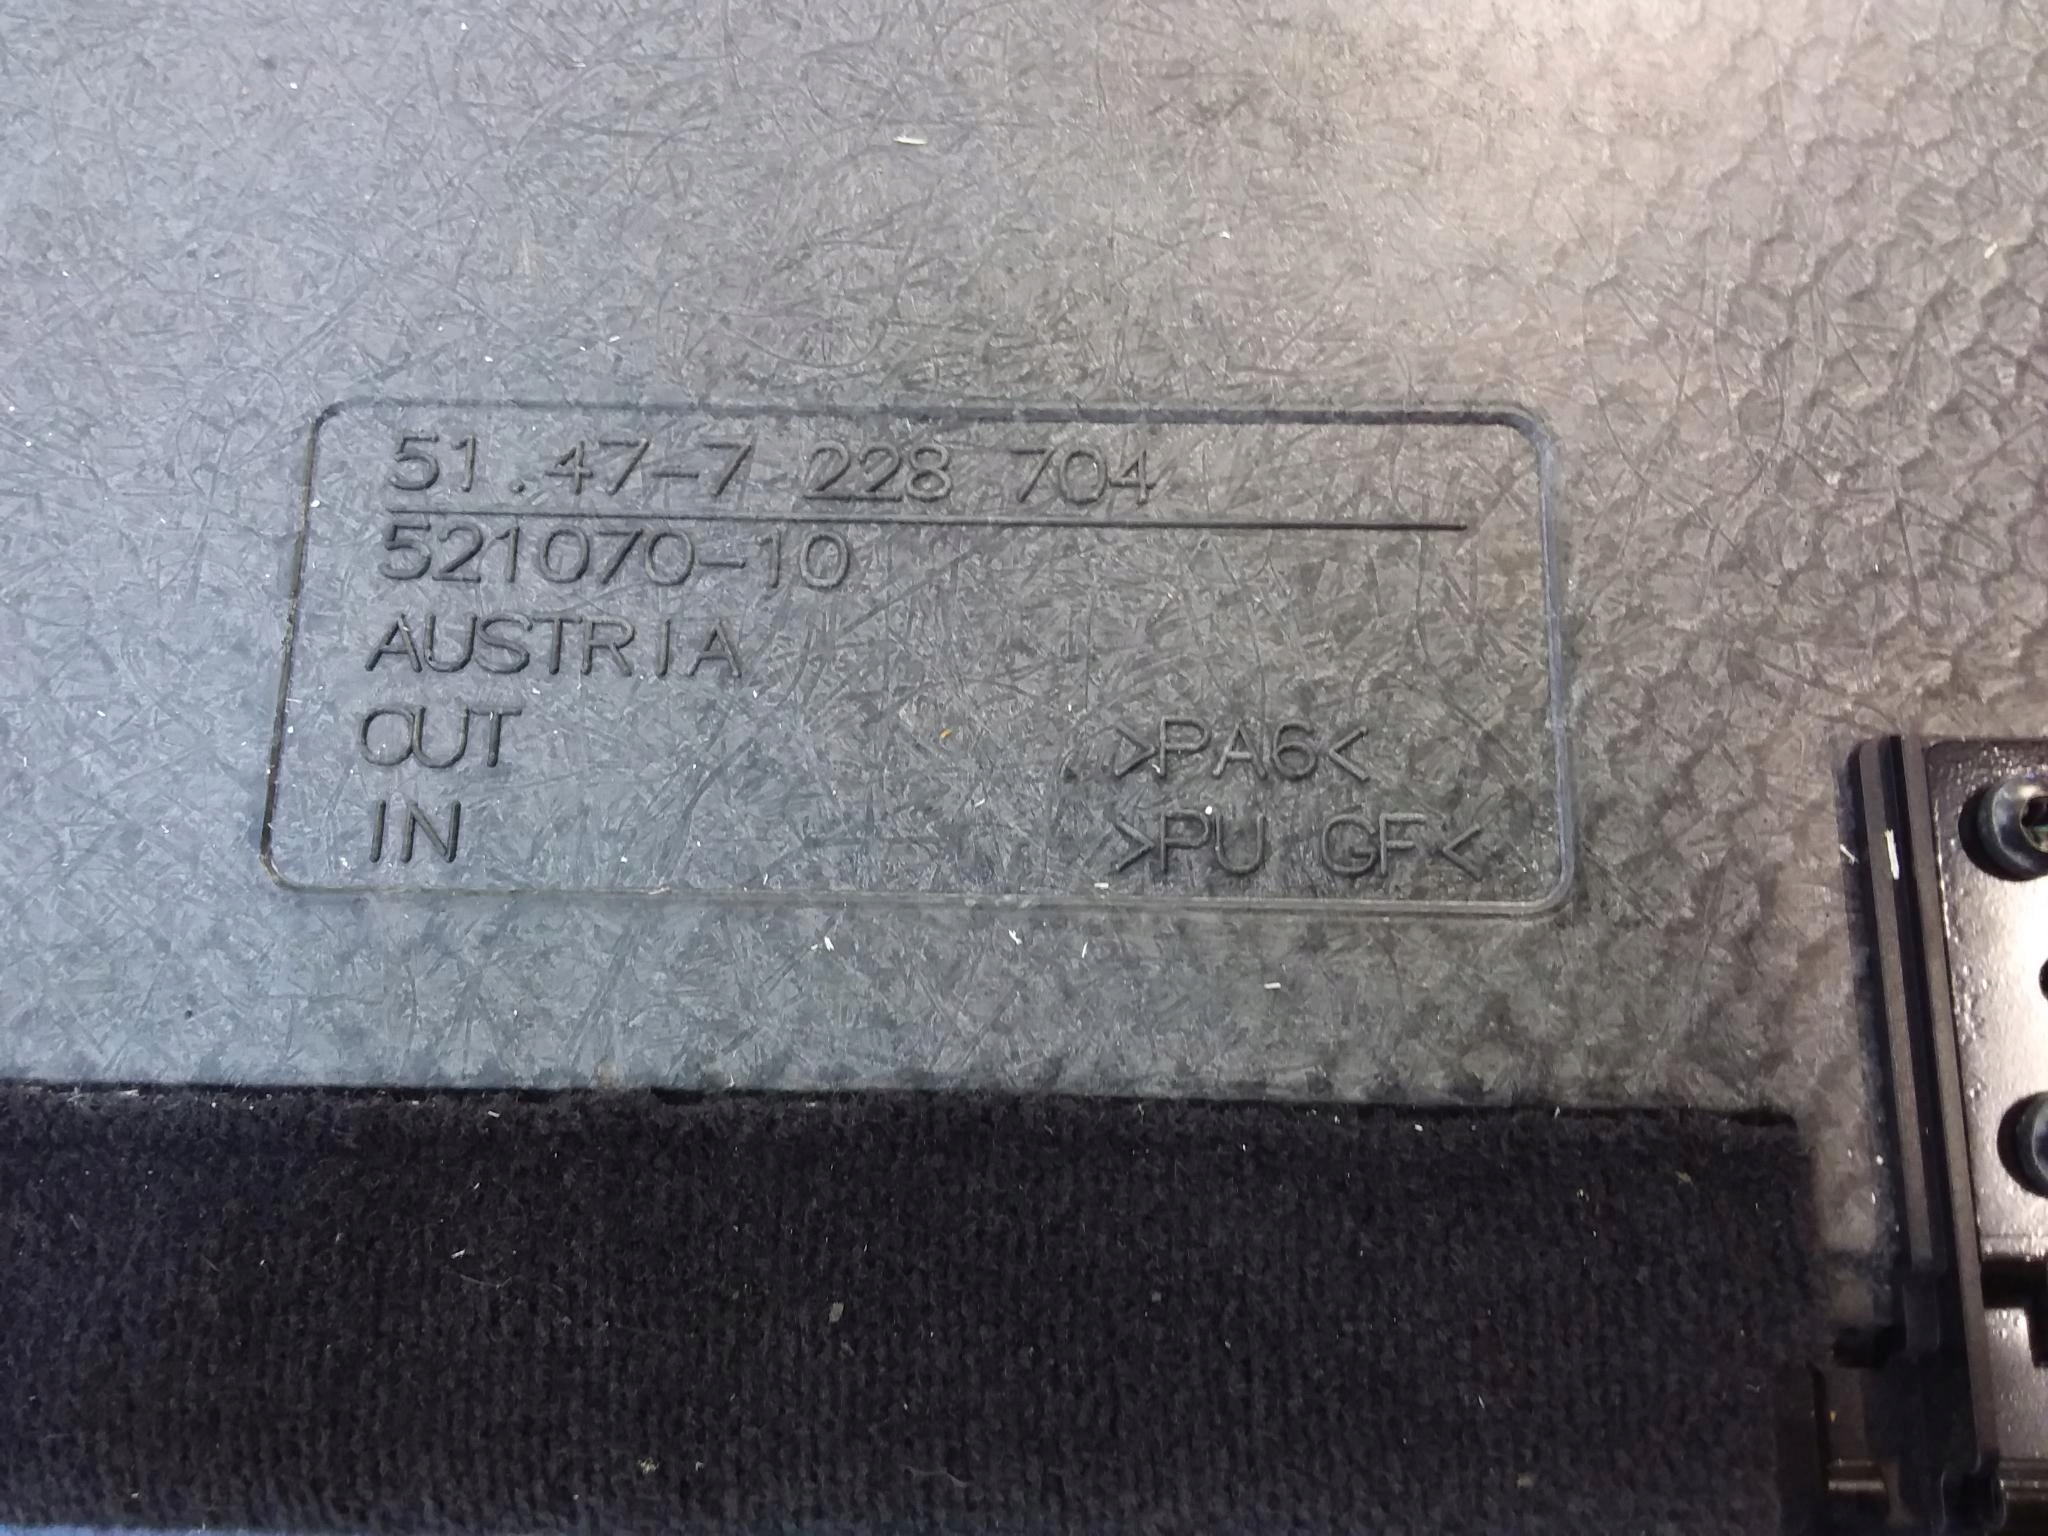 51.47-7 228 704
521070-10
AUSTRIA
OUT >PA6<
IN >PU GF<